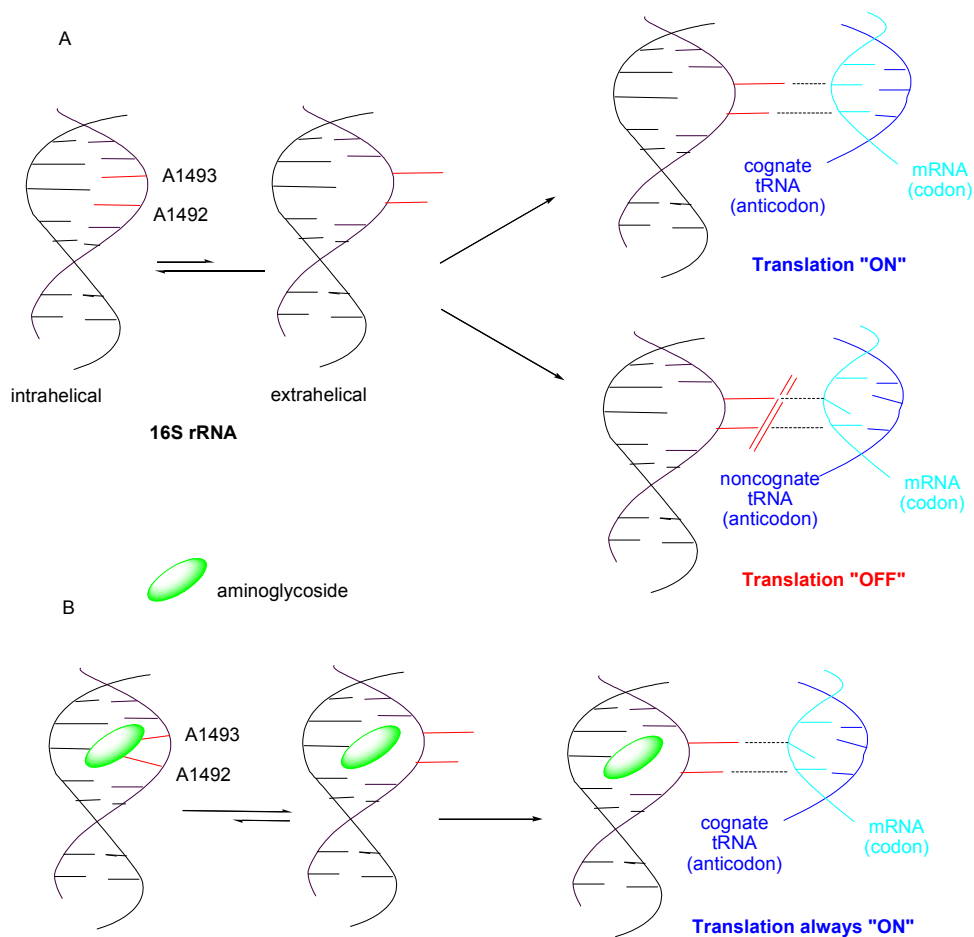 A
A1493
A1492
cognate
tRNA
(anticodon)
mRNA
(codon)
Translation "ON"
intrahelical
extrahelical
16S rRNA
noncognate
tRNA
(anticodon)
mRNA
(codon)
Translation "OFF"
aminoglycoside
B
A1493
A1492
cognate
tRNA
(anticodon)
mRNA
(codon)
Translation always "ON"